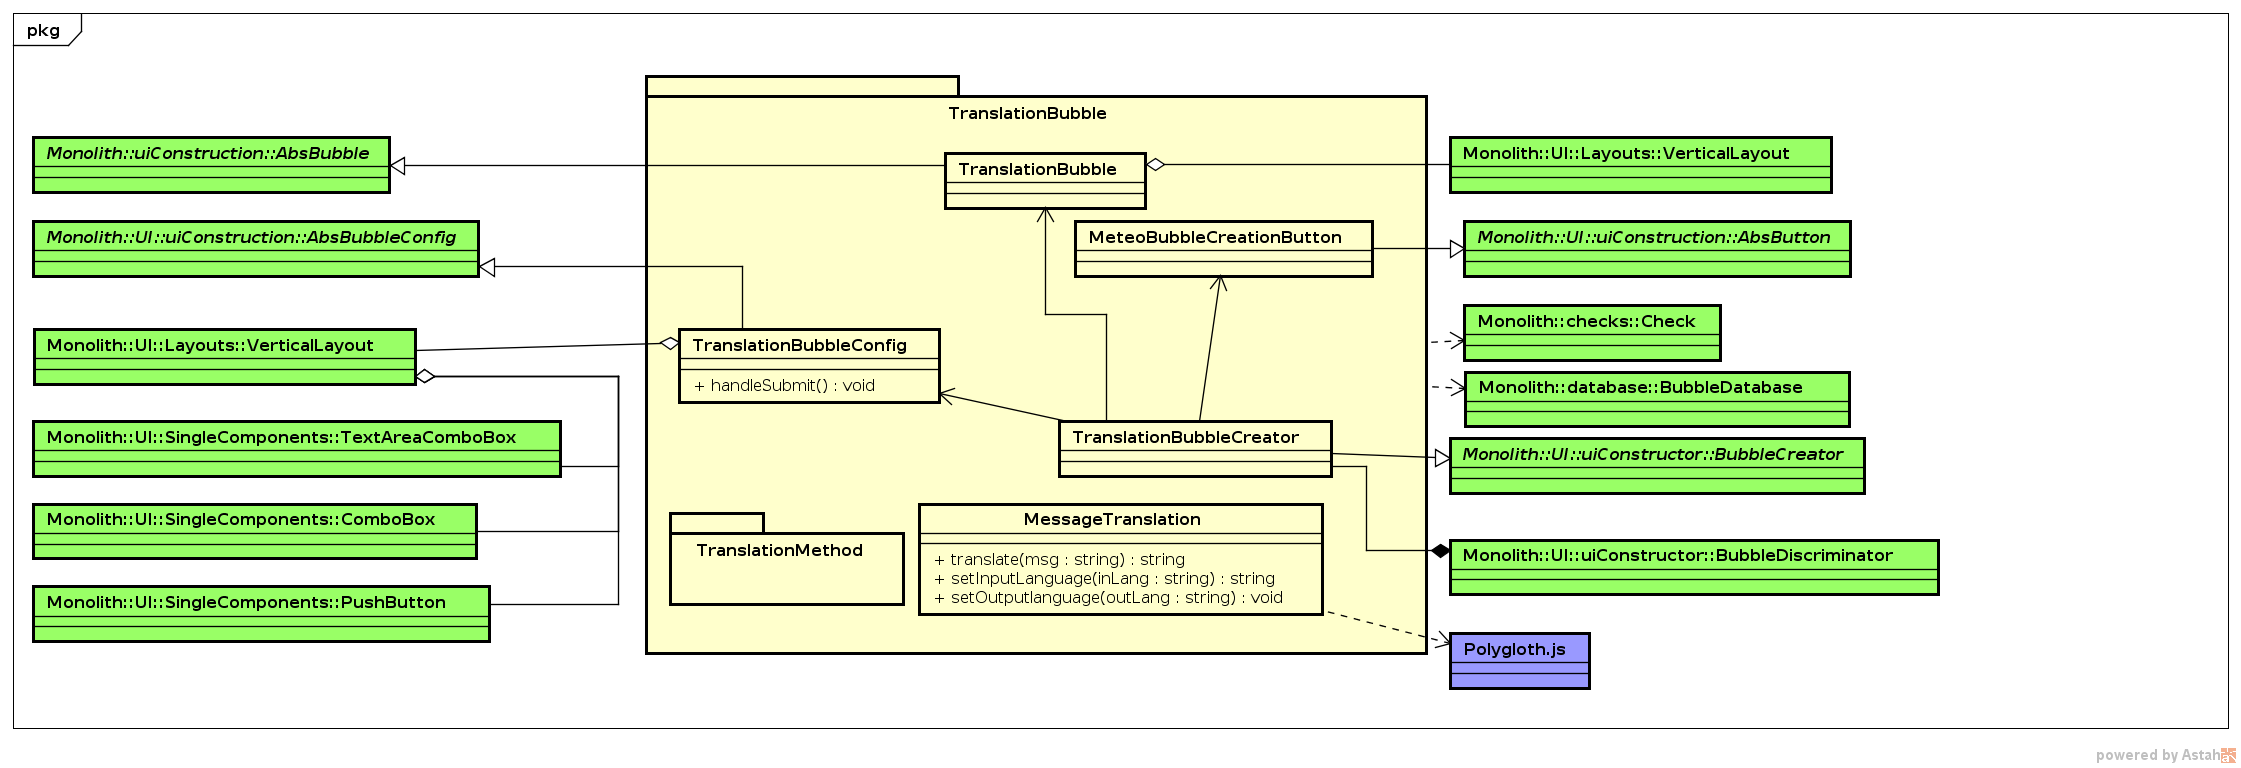 pkg
TranslationBubble
Monolith::uiConstruction::AbsBubble
TranslationBubble
Monolith::UI::Layouts::VerticalLayout
Monolith::UI::uiConstruction::AbsBubbleConfig
MeteoBubbleCreationButton
Monolith::UI::uiConstruction::AbsButton
Monolith::UI::Layouts::VerticalLayout
TranslationBubbleConfig
+ handleSubmit() : void
Monolith::checks::Check
Monolith::database::BubbleDatabase
Monolith::UI::SingleComponents::TextAreaComboBox
TranslationBubbleCreator
Monolith::UI::uiConstructor::BubbleCreator
Monolith::UI::SingleComponents::ComboBox
TranslationMethod
MessageTranslation
+ translate(msg : string) : string
+ setInputLanguage(inLang : string) : string
+ setOutputlanguage(outLang : string) : void
Monolith::UI::uiConstructor::BubbleDiscriminator
Monolith::UI::SingleComponents::PushButton
Polygloth.js
powered by Astah